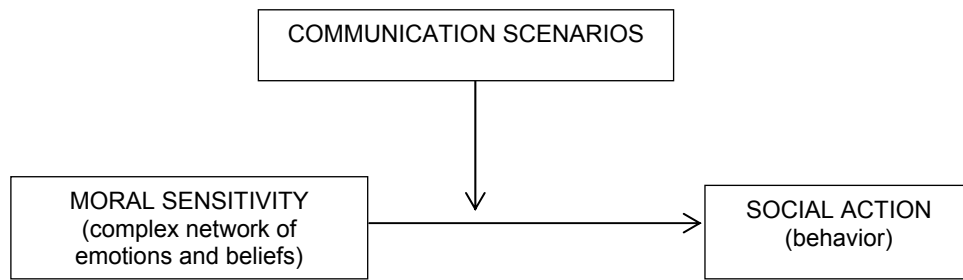 COMMUNICATION SCENARIOS
MORAL SENSITIVITY
(complex network of
emotions and beliefs)
SOCIAL ACTION
(behavior)